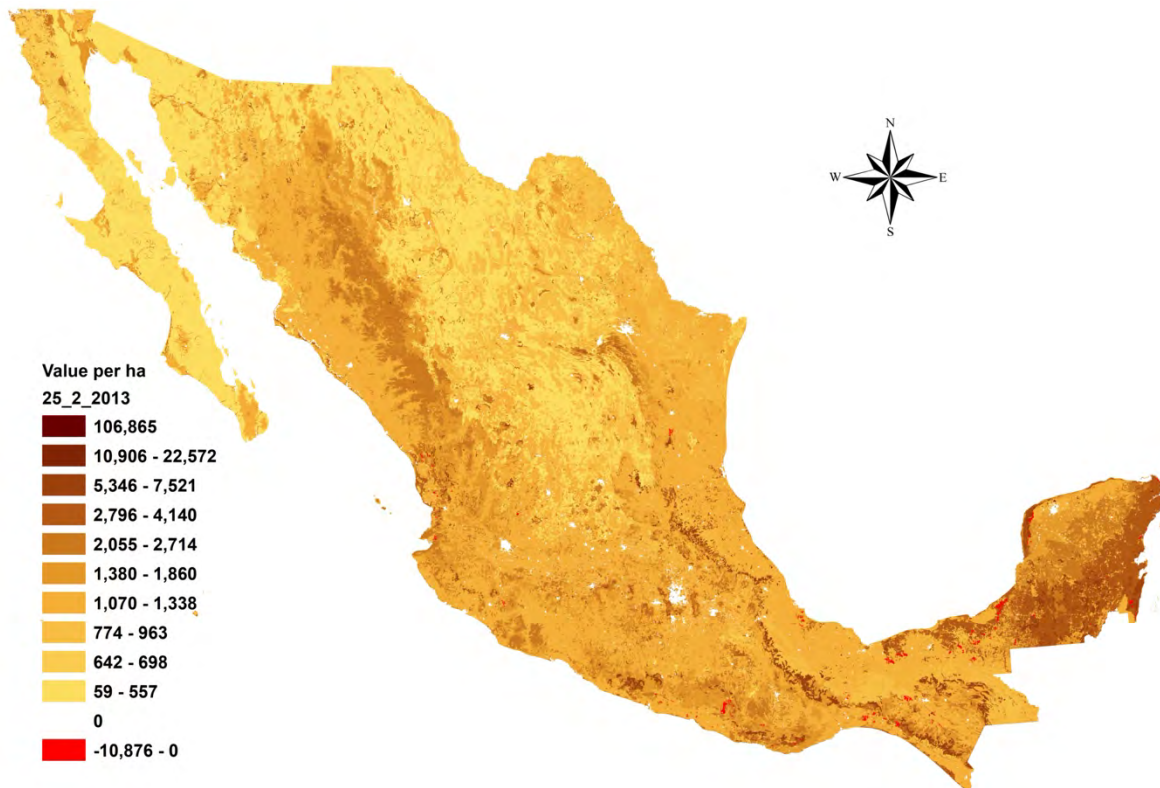 N
W
E
S
Value per ha
25_2_2013
106,865
10,906 - 22,572
5,346 - 7,521
2,796 - 4,140
2,055 - 2,714
1,380 - 1,860
1,070 - 1,338
774 - 963
642 - 698
59 - 557
0
-10,876 - 0